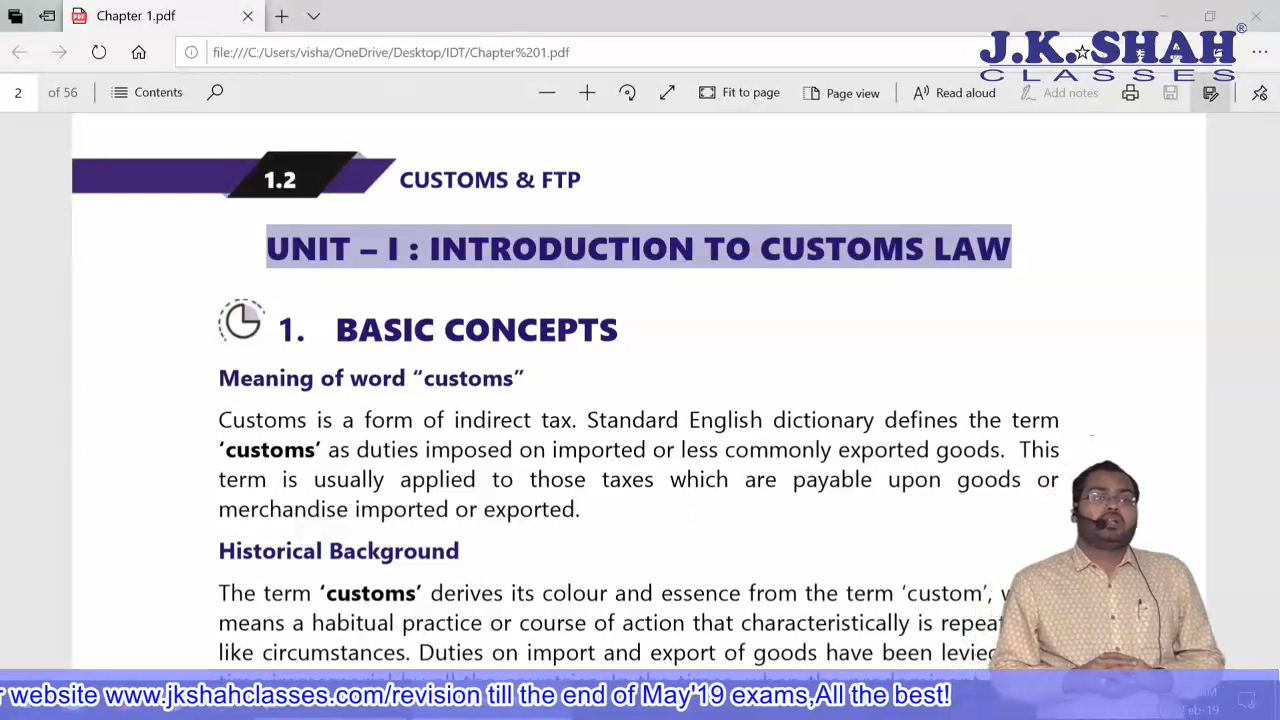 Chapter 1.pdf
file:///C:/Users/visha/OneDrive/Desktop/IDT/Chapter%201.pdf
J.K.SHAH®
CLASSES
2 of 56 Contents Fit to page Page view Read aloud Add notes
1.2 CUSTOMS & FTP
UNIT – I : INTRODUCTION TO CUSTOMS LAW
1. BASIC CONCEPTS
Meaning of word “customs”
Customs is a form of indirect tax. Standard English dictionary defines the term
‘customs’ as duties imposed on imported or less commonly exported goods. This
term is usually applied to those taxes which are payable upon goods or
merchandise imported or exported.
Historical Background
The term ‘customs’ derives its colour and essence from the term ‘custom’,
means a habitual practice or course of action that characteristically is
like circumstances. Duties on import and export of goods have been
website www.jkshahclasses.com/revision till the end of May'19 exams,All the best!